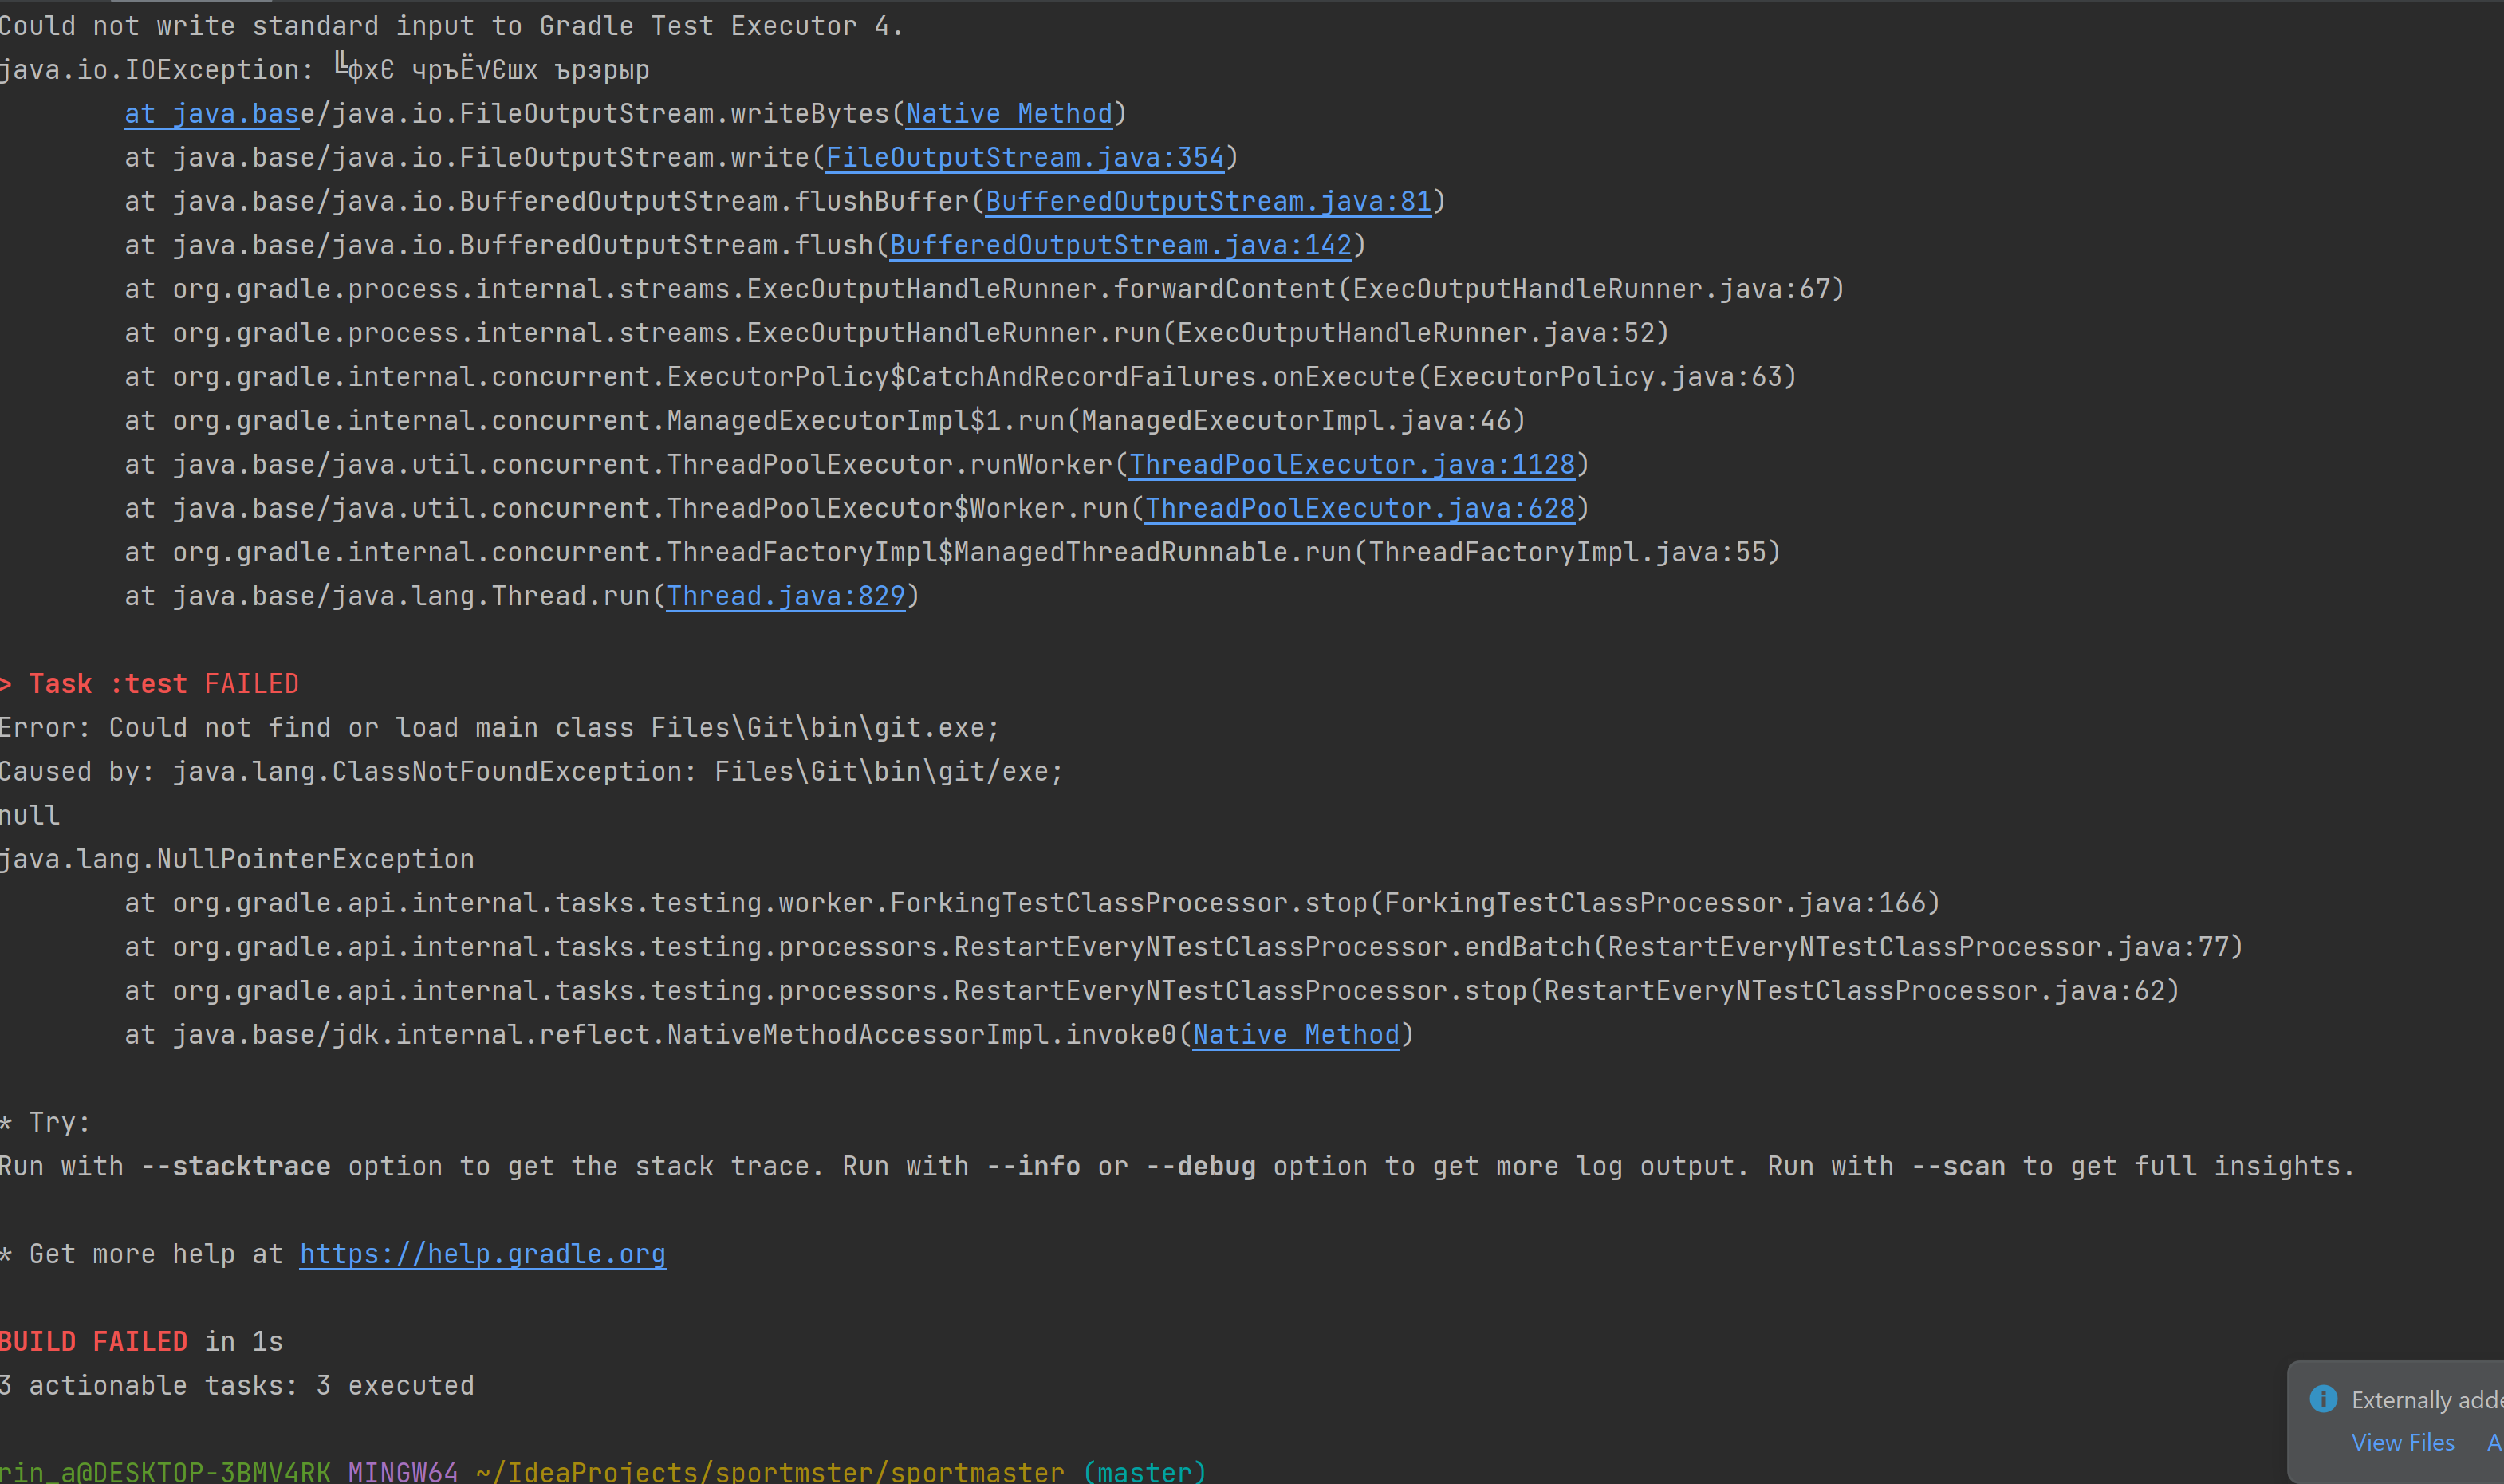 Could not write standard input to Gradle Test Executor 4.
java.io.IOException: ╚фхЄ чръЁ√Єшх ърэрыр
at java.base/java.io.FileOutputStream.writeBytes(Native Method)
at java.base/java.io.FileOutputStream.write(FileOutputStream.java:354)
at java.base/java.io.BufferedOutputStream.flushBuffer(BufferedOutputStream.java:81)
at java.base/java.io.BufferedOutputStream.flush(BufferedOutputStream.java:142)
at org.gradle.process.internal.streams.ExecOutputHandleRunner.forwardContent(ExecOutputHandleRunner.java:67)
at org.gradle.process.internal.streams.ExecOutputHandleRunner.run(ExecOutputHandleRunner.java:52)
at org.gradle.internal.concurrent.ExecutorPolicy$CatchAndRecordFailures.onExecute(ExecutorPolicy.java:63)
at org.gradle.internal.concurrent.ManagedExecutorImpl$1.run(ManagedExecutorImpl.java:46)
at java.base/java.util.concurrent.ThreadPoolExecutor.runWorker(ThreadPoolExecutor.java:1128)
at java.base/java.util.concurrent.ThreadPoolExecutor$Worker.run(ThreadPoolExecutor.java:628)
at org.gradle.internal.concurrent.ThreadFactoryImpl$ManagedThreadRunnable.run(ThreadFactoryImpl.java:55)
at java.base/java.lang.Thread.run(Thread.java:829)
> Task :test FAILED
Error: Could not find or load main class Files\Git\bin\git.exe;
Caused by: java.lang.ClassNotFoundException: Files\Git\bin\git/exe;
null
java.lang.NullPointerException
at org.gradle.api.internal.tasks.testing.worker.ForkingTestClassProcessor.stop(ForkingTestClassProcessor.java:166)
at org.gradle.api.internal.tasks.testing.processors.RestartEveryNTestClassProcessor.endBatch(RestartEveryNTestClassProcessor.java:77)
at org.gradle.api.internal.tasks.testing.processors.RestartEveryNTestClassProcessor.stop(RestartEveryNTestClassProcessor.java:62)
at java.base/jdk.internal.reflect.NativeMethodAccessorImpl.invoke0(Native Method)
* Try:
Run with --stacktrace option to get the stack trace. Run with --info or --debug option to get more log output. Run with --scan to get full insights.
* Get more help at https://help.gradle.org
BUILD FAILED in 1s
3 actionable tasks: 3 executed
Externally adde
View Files A
rin_a@DESKTOP-3BMV4RK MINGW64 ~/IdeaProjects/sportmster/sportmaster (master)